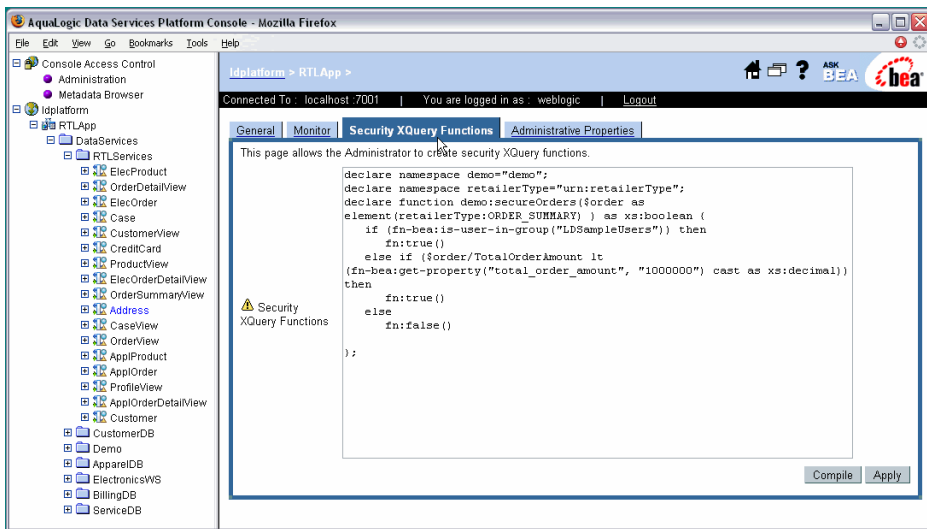 AquaLogic Data Services Platform Console - Mozilla Firefox
File Edit View Go Bookmarks Tools Help
Console Access Control
Administration
Metadata Browser
ldplatform
RTLApp
DataServices
RTLServices
ElecProduct
OrderDetailView
ElecOrder
Case
CustomerView
CreditCard
ProductView
ElecOrderDetailView
OrderSummaryView
Address
CaseView
OrderView
ApplProduct
ApplOrder
ProfileView
ApplOrderDetailView
Customer
CustomerDB
Demo
ApparelDB
ElectronicsWS
BillingDB
ServiceDB
ldplatform > RTLApp >
? ASK BEA bea
Connected To : localhost :7001 | You are logged in as : weblogic | Logout
General Monitor Security XQuery Functions Administrative Properties
This page allows the Administrator to create security XQuery functions.
Security
XQuery Functions
declare namespace demo="demo";
declare namespace retailerType="urn:retailerType";
declare function demo:secureOrders($order as
element(retailerType:ORDER_SUMMARY) ) as xs:boolean {
if (fn-bea:is-user-in-group("LDSampleUsers")) then
fn:true()
else if ($order/TotalOrderAmount lt
(fn-bea:get-property("total_order_amount", "1000000") cast as xs:decimal))
then
fn:true()
else
fn:false()
};
Compile Apply